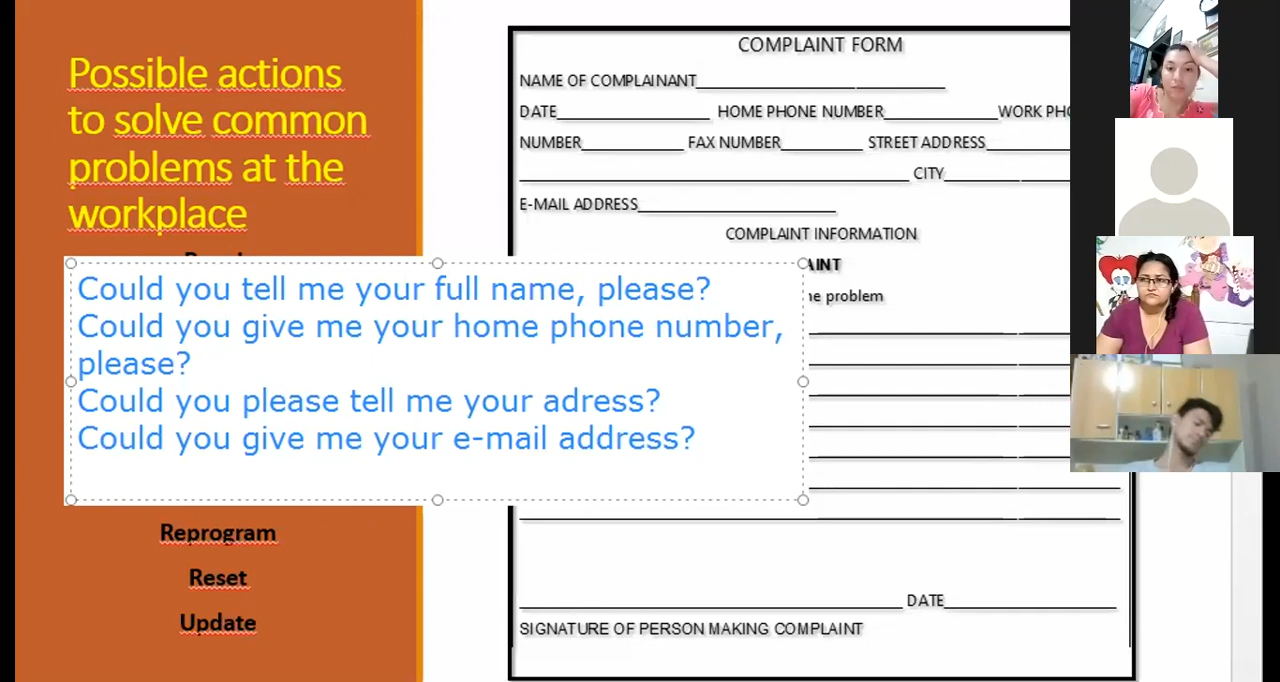 Possible actions
to solve common
problems at the
workplace
Could you tell me your full name, please?
Could you give me your home phone number,
please?
Could you please tell me your adress?
Could you give me your e-mail address?
Reprogram
Reset
Update
COMPLAINT FORM
NAME OF COMPLAINANT
DATE HOME PHONE NUMBER WORK PHO
NUMBER FAX NUMBER STREET ADDRESS
CITY
E-MAIL ADDRESS
COMPLAINT INFORMATION
AINT
problem
DATE
SIGNATURE OF PERSON MAKING COMPLAINT